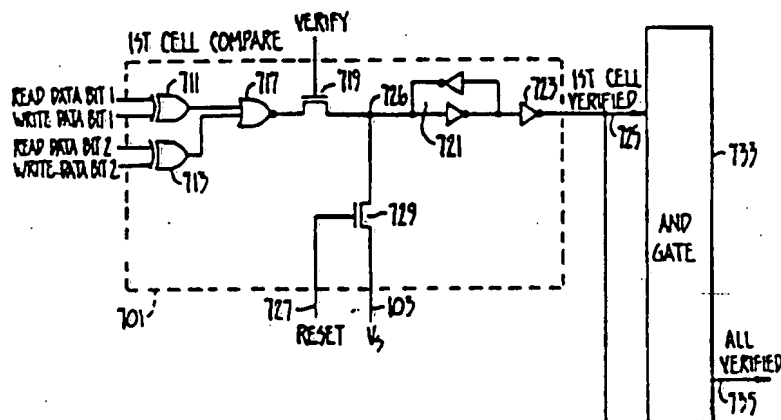 VERIFY
1ST CELL COMPARE
711
717
719
726
723
1ST CELL
VERIFIED
READ DATA BIT 1
WRITE DATA BIT 1
READ DATA BIT 2
WRITE DATA BIT 2
713
721
725
733
729
AND
GATE
701
727
103
RESET
VS
ALL
VERIFIED
735